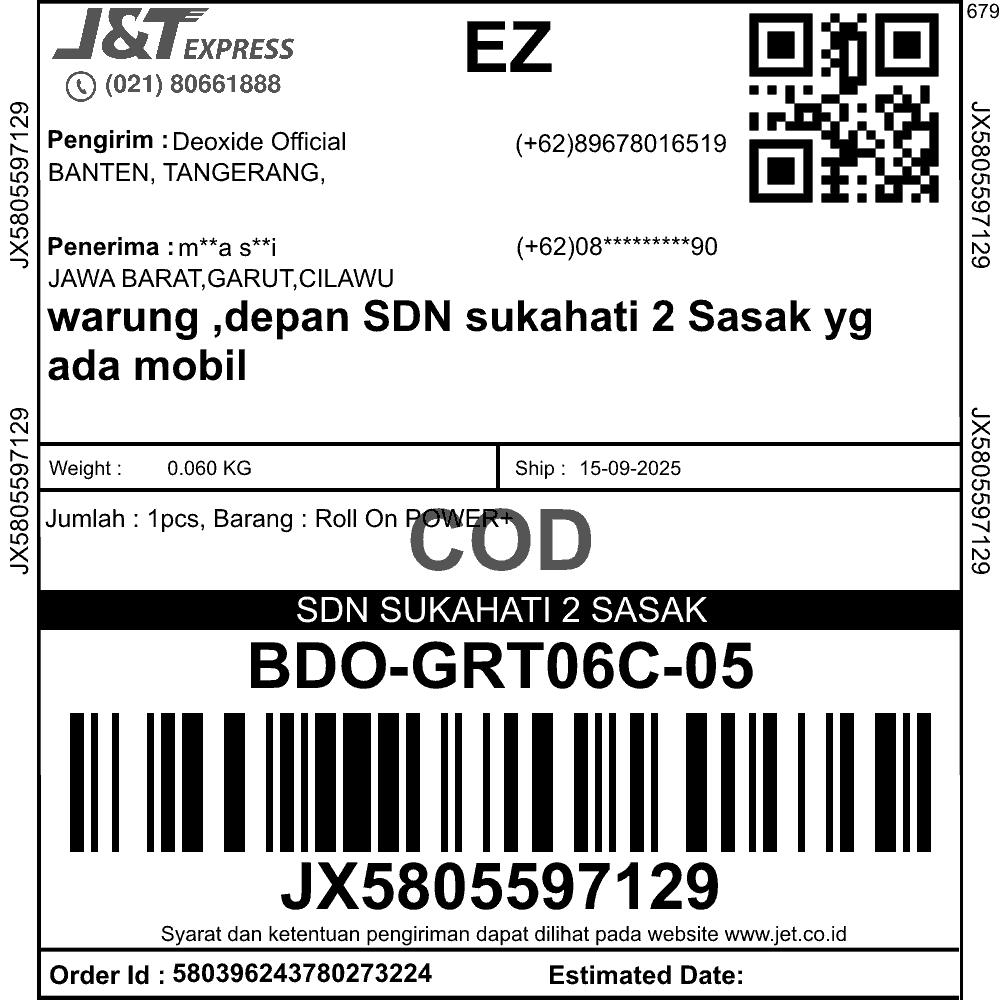 J&T EXPRESS
EZ
679
(021) 80661888
Pengirim : Deoxide Official (+62)89678016519
BANTEN, TANGERANG,
Penerima : m**a s**i (+62)08*********90
JAWA BARAT,GARUT,CILAWU
warung ,depan SDN sukahati 2 Sasak yg
ada mobil
JX5805597129
JX5805597129
JX5805597129
JX5805597129
Weight : 0.060 KG Ship : 15-09-2025
Jumlah : 1pcs, Barang : Roll On POWER+
COD
SDN SUKAHATI 2 SASAK
BDO-GRT06C-05
JX5805597129
Syarat dan ketentuan pengiriman dapat dilihat pada website www.jet.co.id
Order Id : 580396243780273224 Estimated Date: